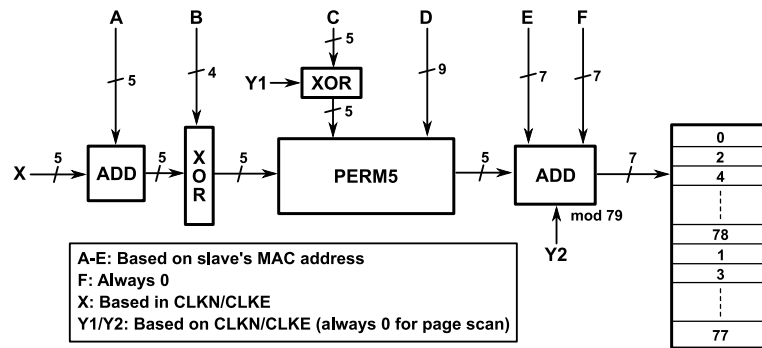 A B C D E F
5 4 5 9 7 7
Y1 XOR
5
X 5 ADD 5 XOR 5 PERM5 5 ADD 7
mod 79
Y2
0
2
4
78
1
3
77
A-E: Based on slave's MAC address
F: Always 0
X: Based in CLKN/CLKE
Y1/Y2: Based on CLKN/CLKE (always 0 for page scan)